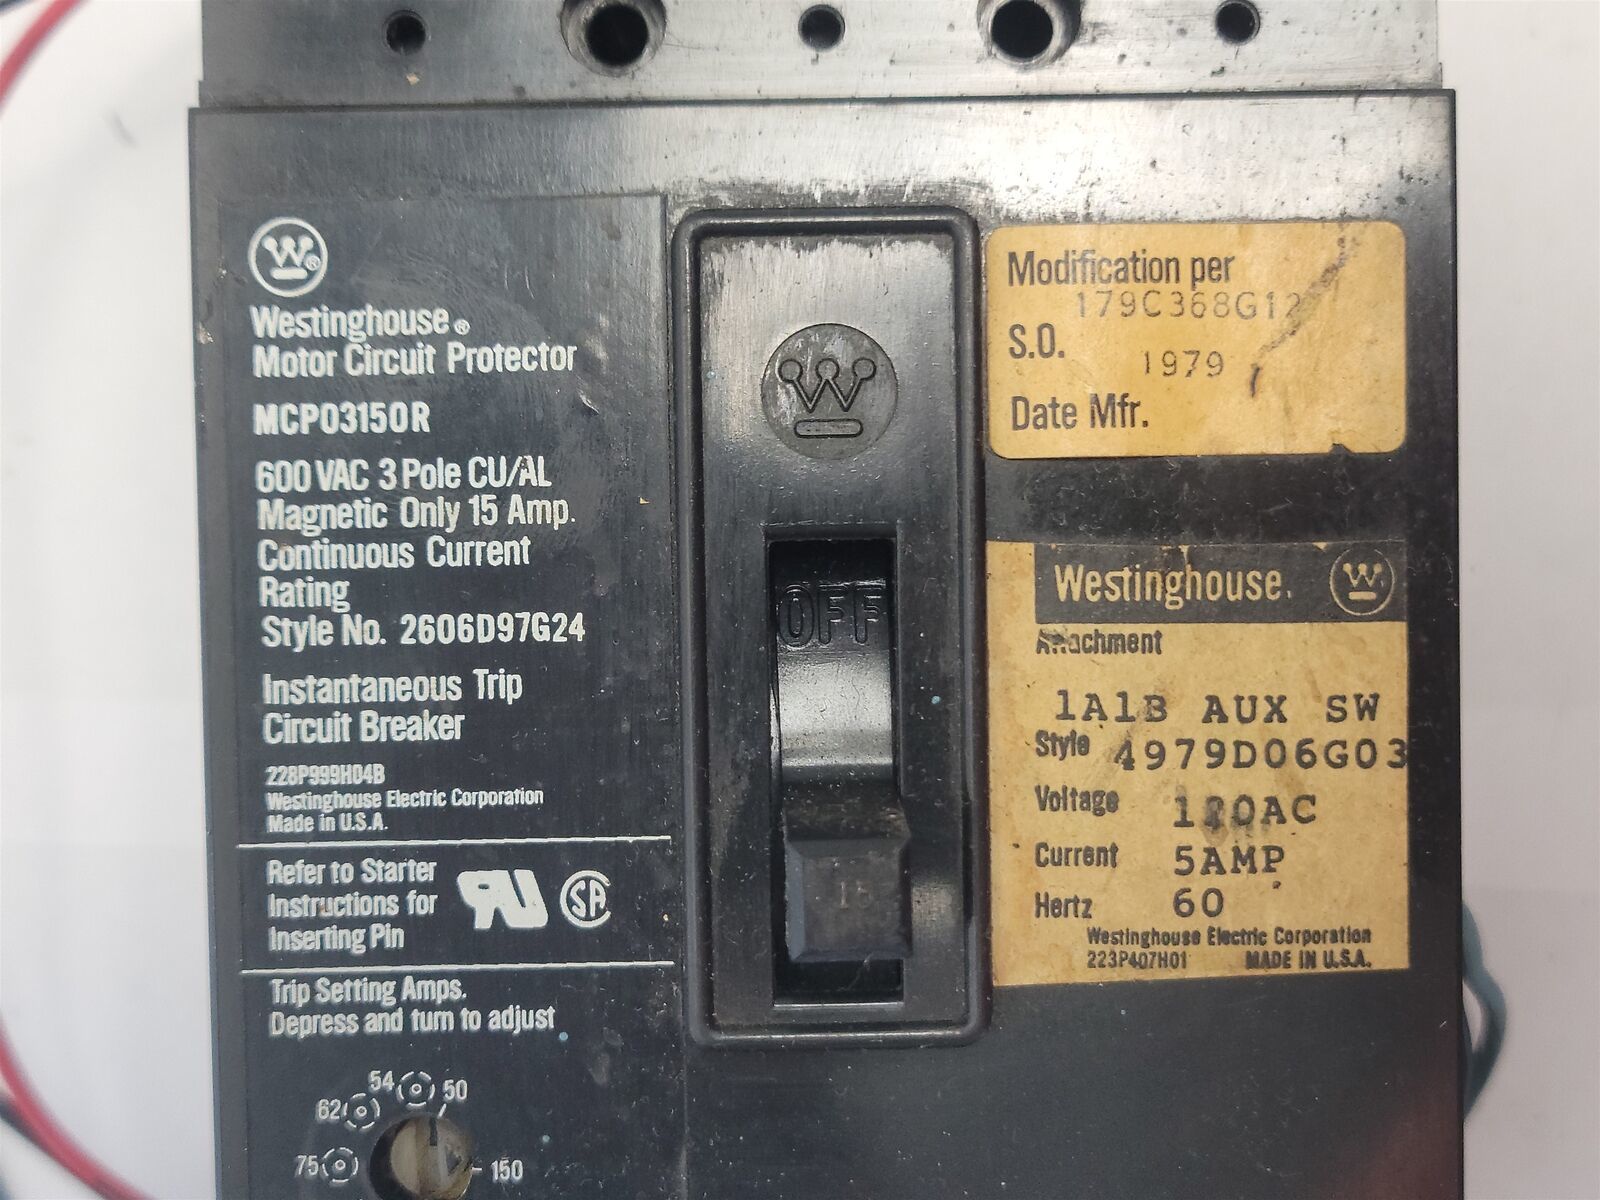 Westinghouse®
Motor Circuit Protector
MCP03150R
600 VAC 3 Pole CU/AL
Magnetic Only 15 Amp.
Continuous Current
Rating
Style No. 2606D97G24
Instantaneous Trip
Circuit Breaker
228P999H04B
Westinghouse Electric Corporation
Made in U.S.A.
Refer to Starter
Instructions for
Inserting Pin
Trip Setting Amps.
Depress and turn to adjust
54 50
62
75 150
OFF
15
Modification per
179C368G12
S.O.
1979
Date Mfr.
Westinghouse.
Attachment
1A1B AUX SW
Style 4979D06G03
Voltage
Current 5AMP
Hertz 60
Westinghouse Electric Corporation
223P407H01 MADE IN U.S.A.